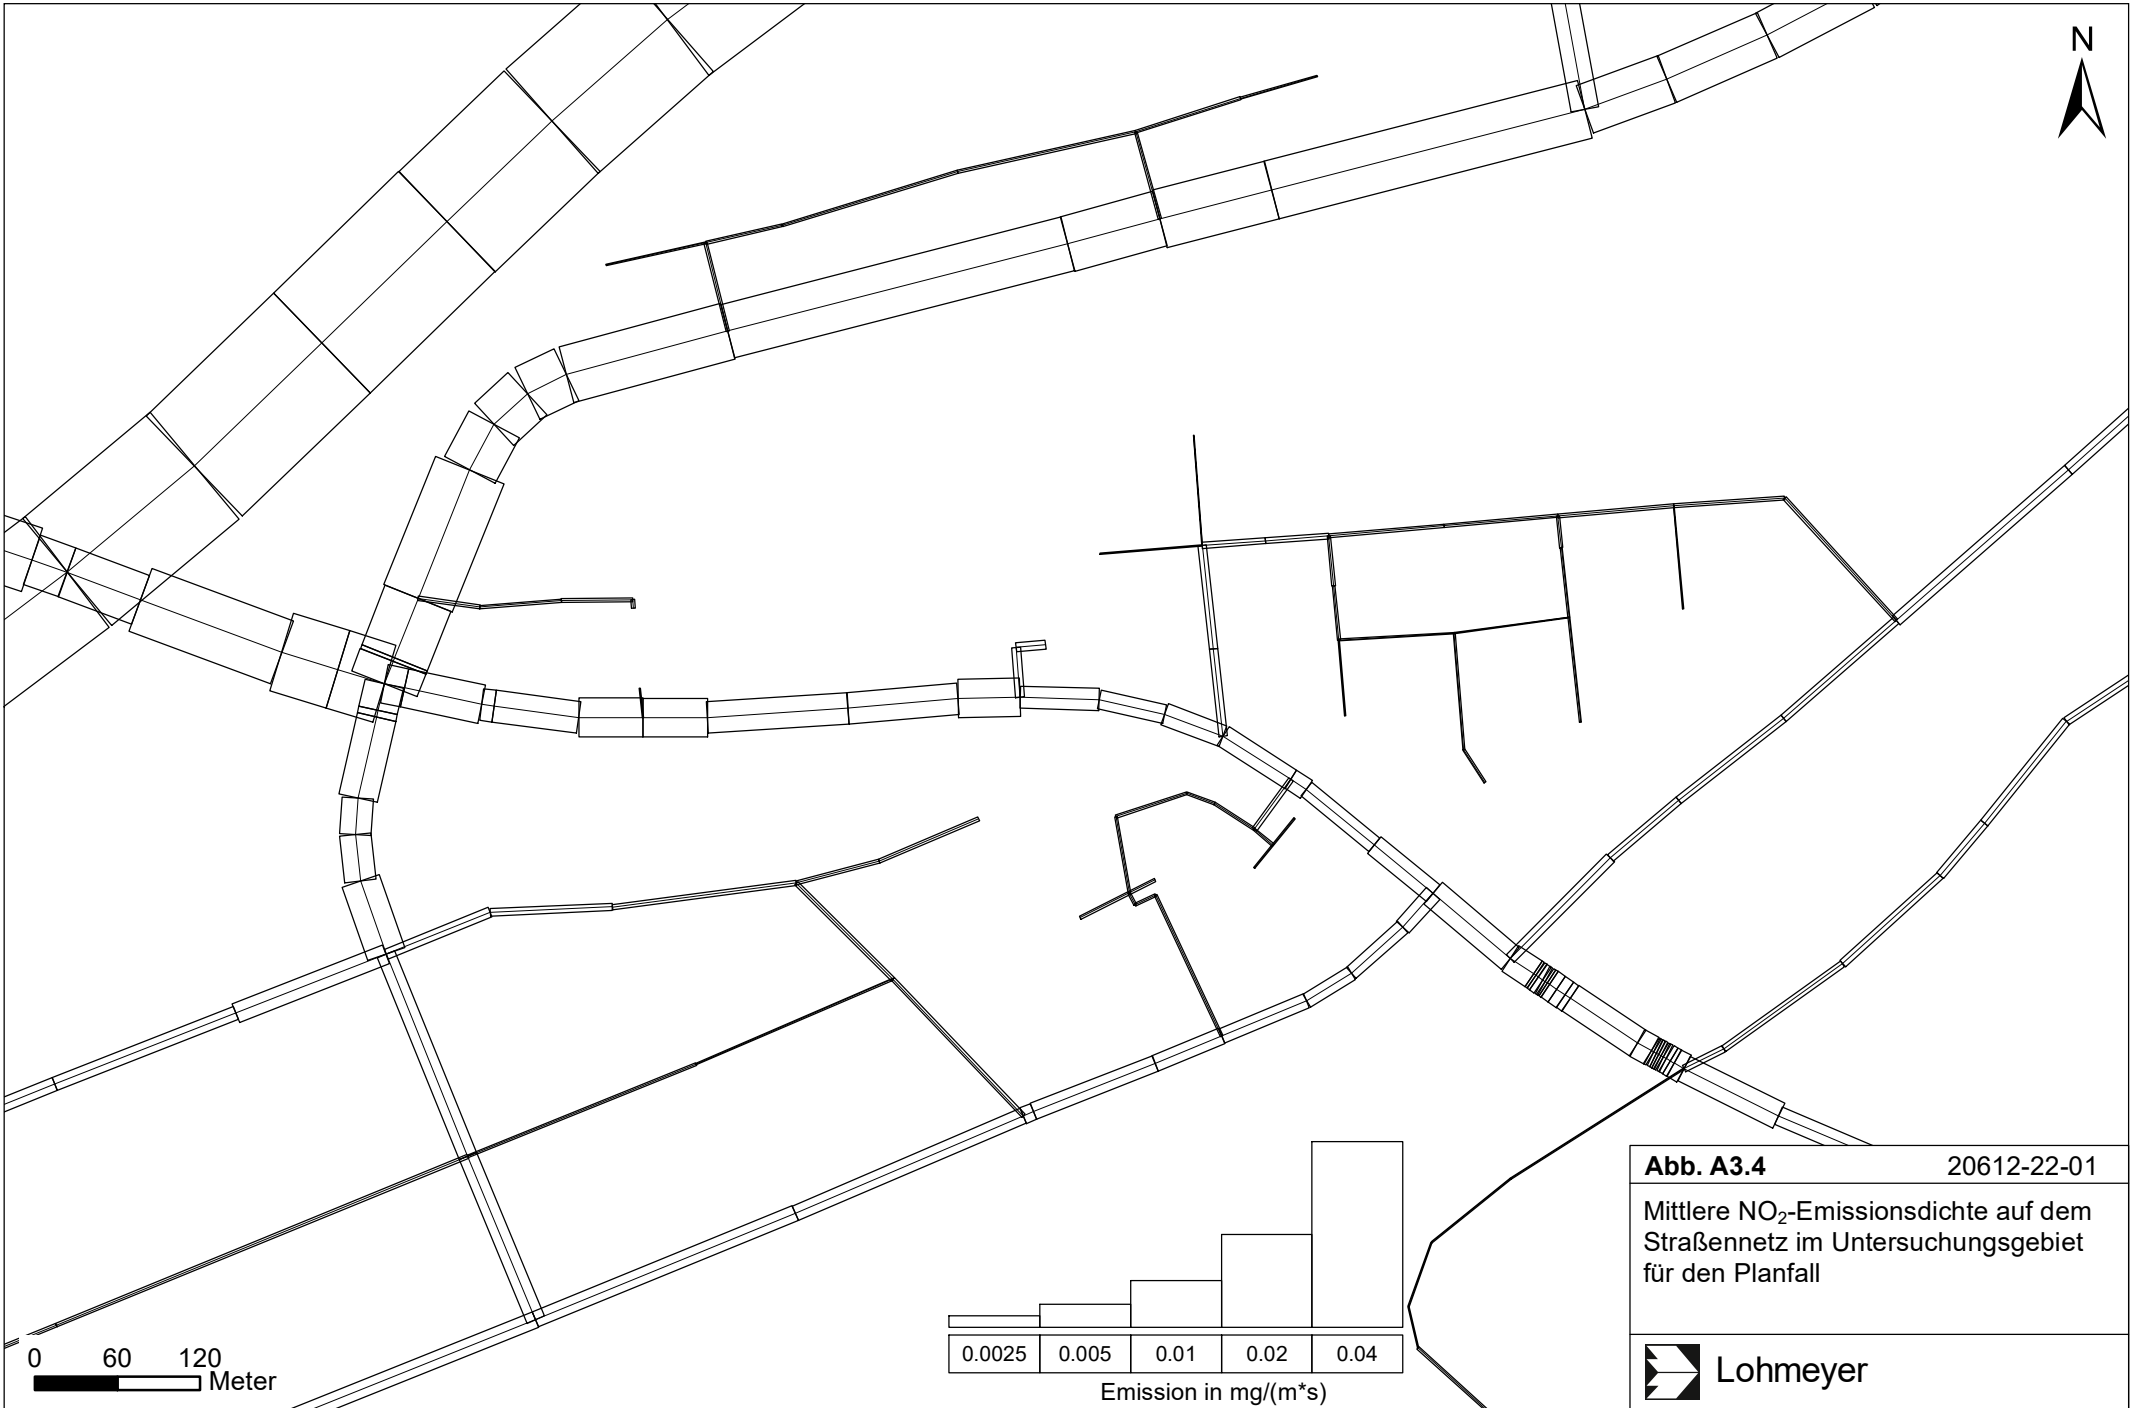 N
Abb. A3.4 20612-22-01
Mittlere NO₂-Emissionsdichte auf dem
Straßennetz im Untersuchungsgebiet
für den Planfall
0 60 120
Meter
0.0025 0.005 0.01 0.02 0.04
Emission in mg/(m*s)
Lohmeyer